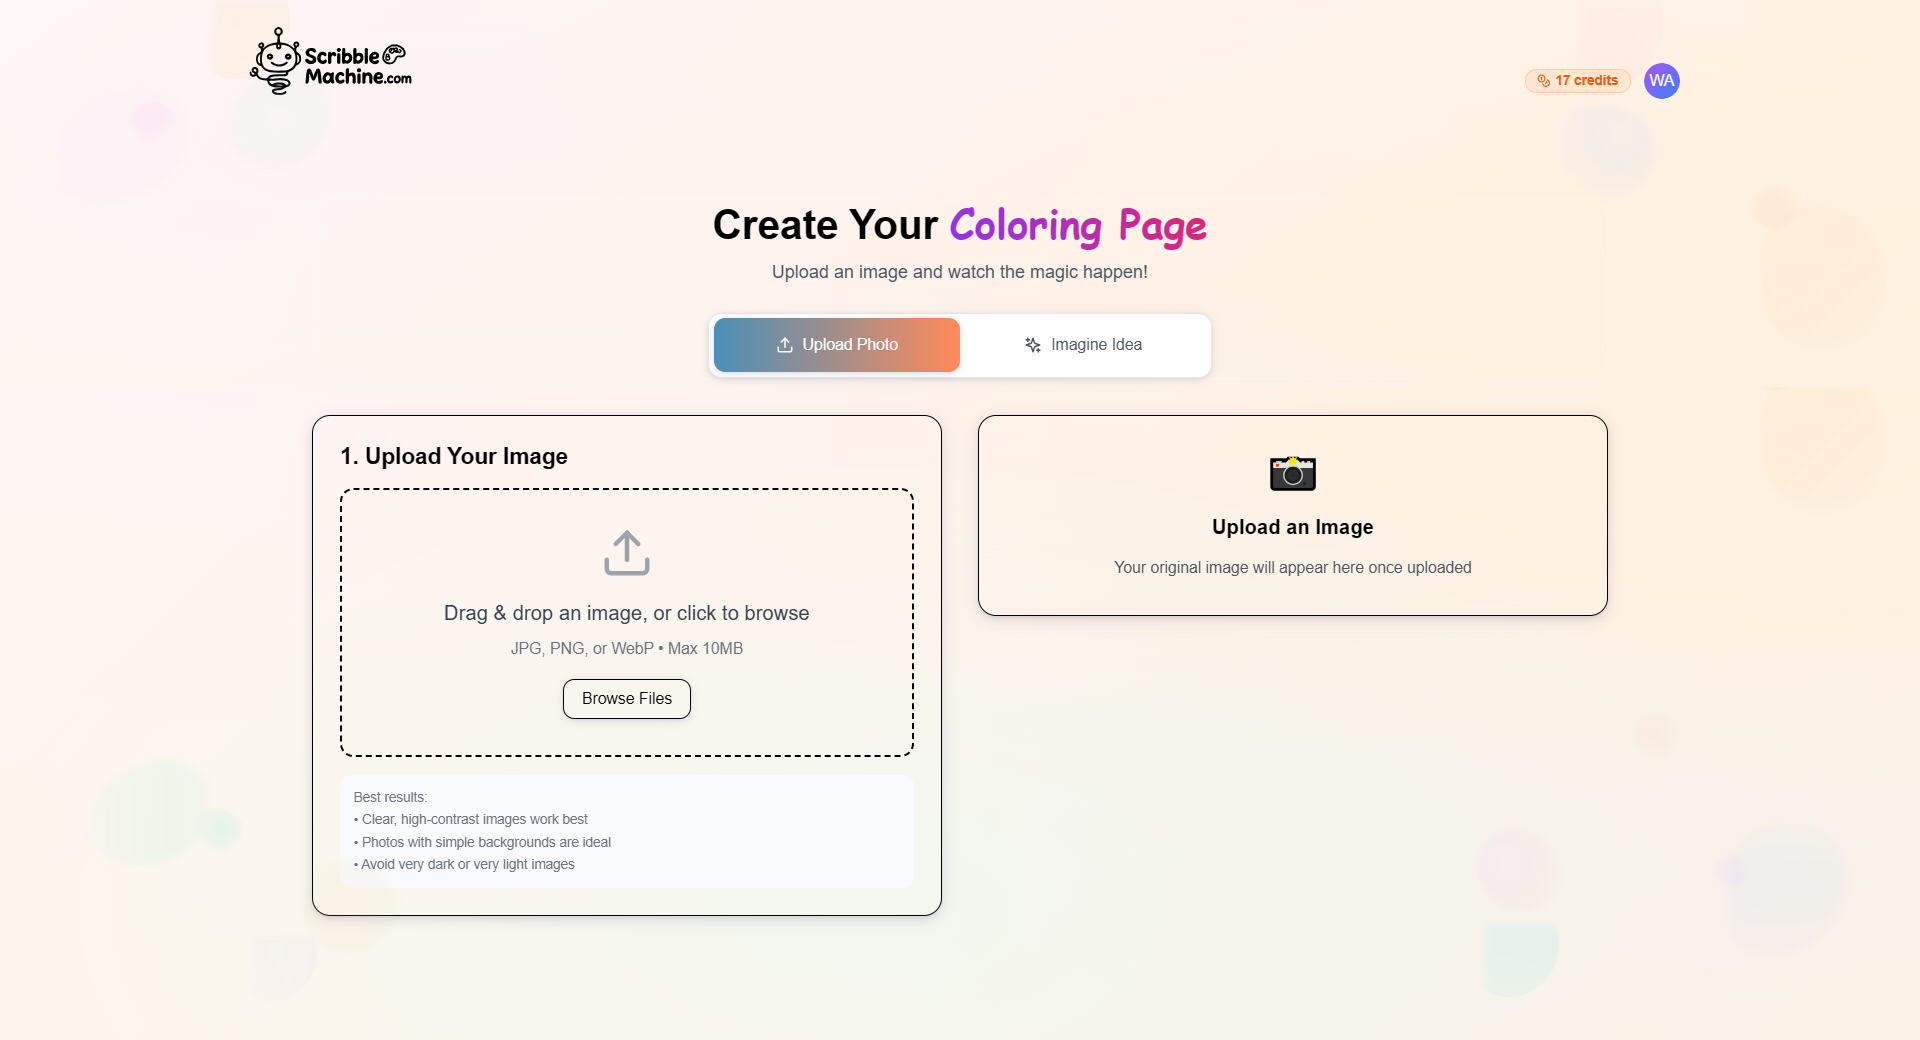 Scribble
Machine.com
17 credits
WA
Create Your Coloring Page
Upload an image and watch the magic happen!
Upload Photo
Imagine Idea
1. Upload Your Image
Drag & drop an image, or click to browse
JPG, PNG, or WebP • Max 10MB
Browse Files
Best results:
• Clear, high-contrast images work best
• Photos with simple backgrounds are ideal
• Avoid very dark or very light images
Upload an Image
Your original image will appear here once uploaded